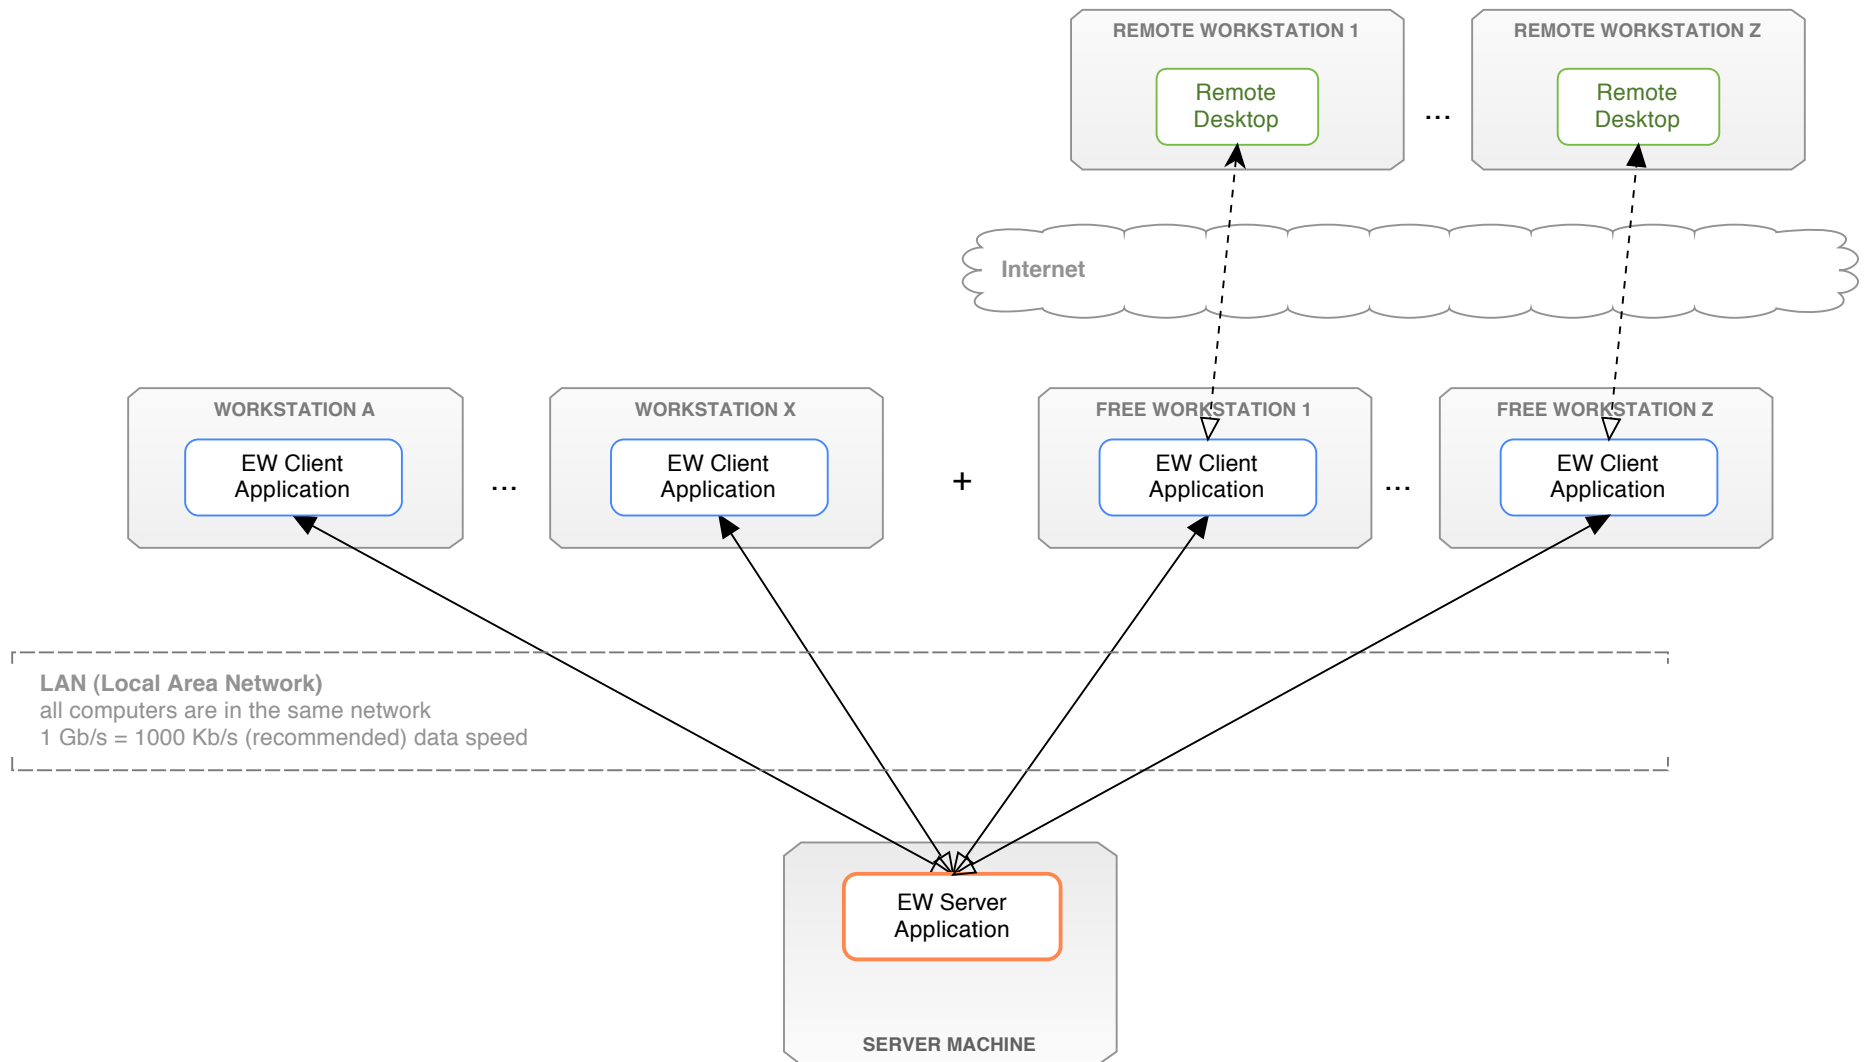 REMOTE WORKSTATION 1
REMOTE WORKSTATION Z
Remote
Desktop
...
Remote
Desktop
Internet
WORKSTATION A
WORKSTATION X
FREE WORKSTATION 1
FREE WORKSTATION Z
EW Client
Application
...
EW Client
Application
+
EW Client
Application
...
EW Client
Application
LAN (Local Area Network)
all computers are in the same network
1 Gb/s = 1000 Kb/s (recommended) data speed
EW Server
Application
SERVER MACHINE